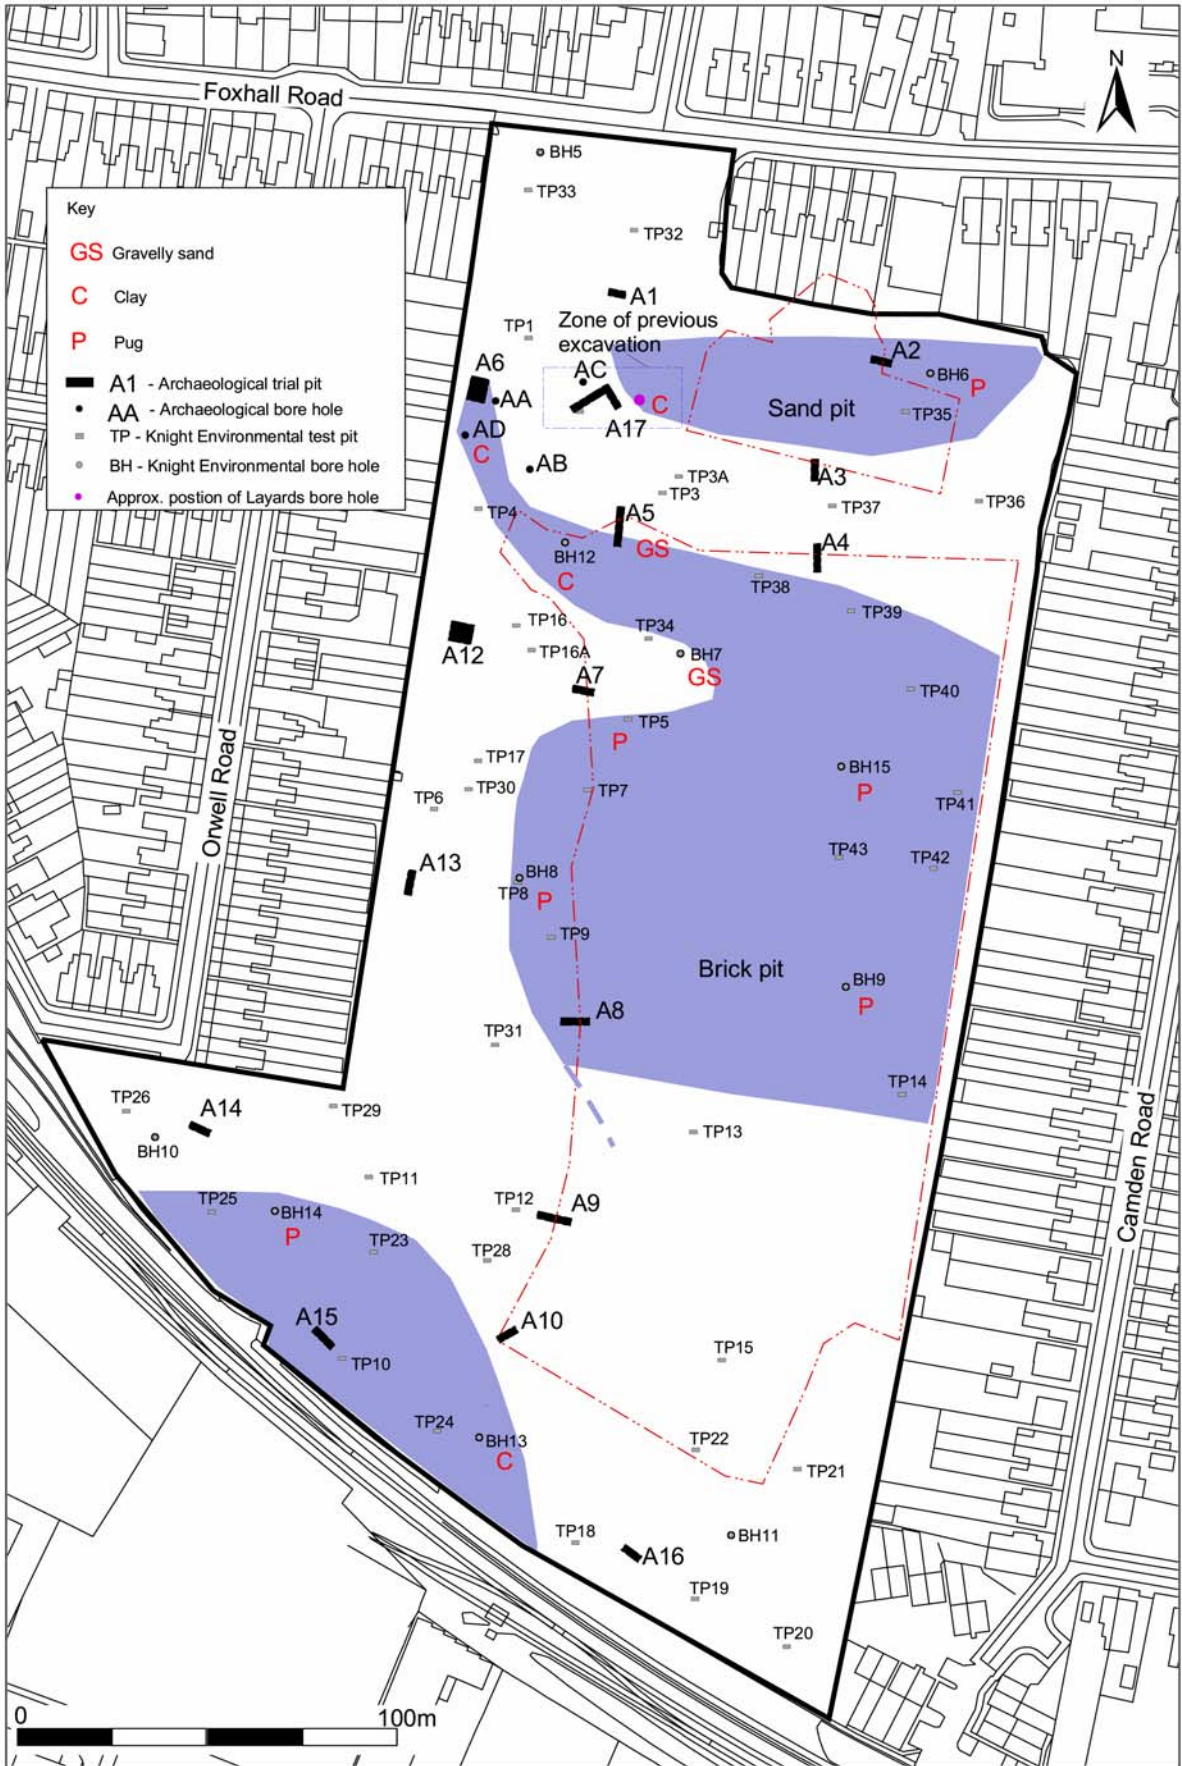 Foxhall Road
N
BH5
TP33
TP32
Key
GS Gravelly sand
C Clay
P Pug
A1 - Archaeological trial pit
AA - Archaeological bore hole
TP - Knight Environmental test pit
BH - Knight Environmental bore hole
Approx. postion of Layards bore hole
A1
TP1
Zone of previous
excavation
A6
AC
A2
BH6
P
AA
A17
C
Sand pit
TP35
AD
C
AB
TP3A
TP3
A3
TP37
TP36
TP4
A5
GS
A4
BH12
C
TP38
TP39
TP16
TP34
A12
TP16A
BH7
GS
A7
TP40
TP5
P
TP17
TP30
TP7
BH15
P
TP6
TP41
Orwell Road
TP43
TP42
A13
BH8
TP8
P
TP9
Brick pit
BH9
P
A8
TP31
TP14
TP26
A14
TP29
BH10
TP13
Camden Road
TP11
TP25
BH14
P
TP12
A9
TP23
TP28
A15
A10
TP10
TP15
TP24
BH13
C
TP22
TP21
TP18
BH11
A16
TP19
TP20
0 100m